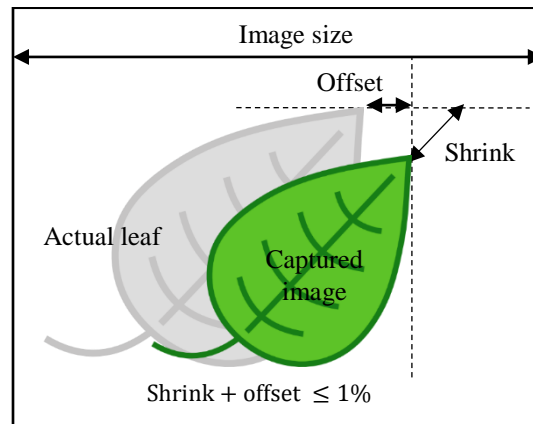 Image size
Offset
Shrink
Actual leaf
Captured
image
Shrink + offset ≤ 1%